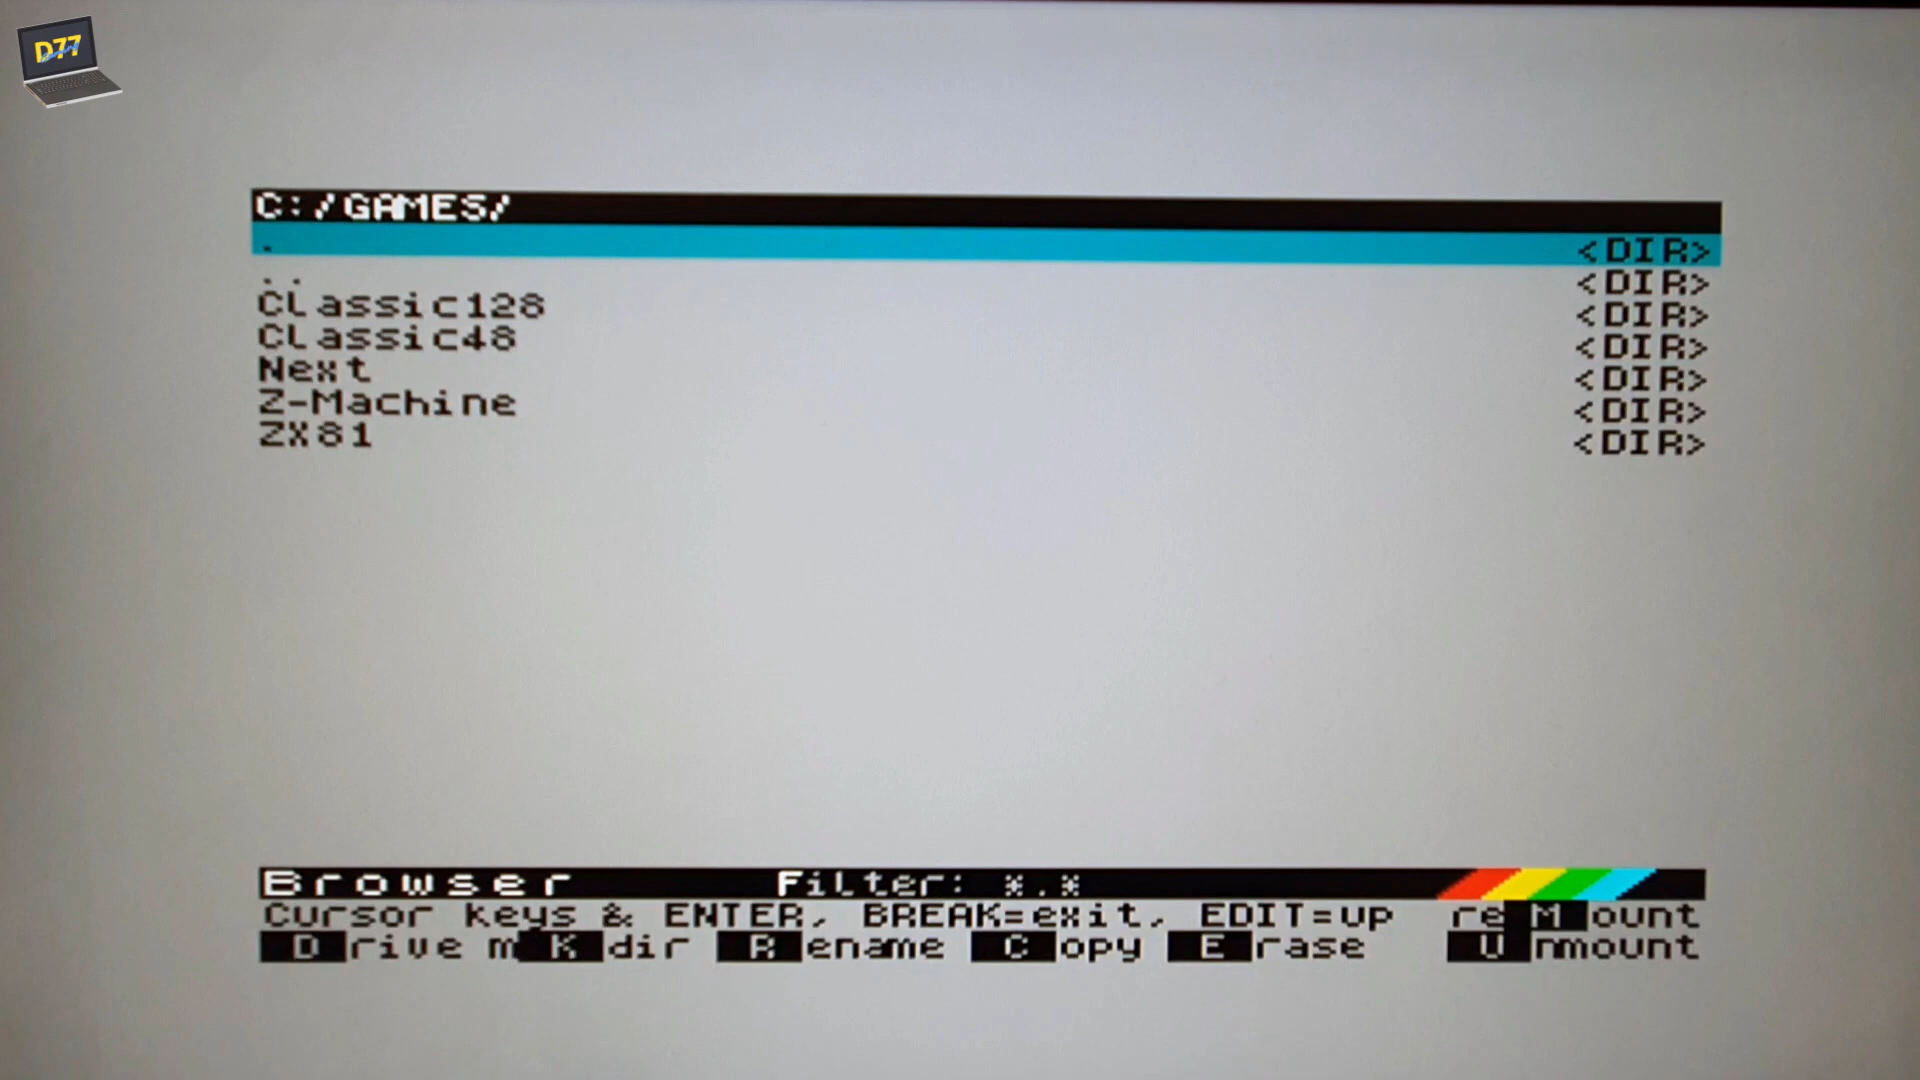 D77
C:/GAMES/
. <DIR>
.. <DIR>
Classic128 <DIR>
Classic48 <DIR>
Next <DIR>
Z-Machine <DIR>
ZX81 <DIR>
Browser Filter: *.*
Cursor keys & ENTER, BREAK=exit, EDIT=up reMount
Drive mKdir Rename Copy Erase Unmount